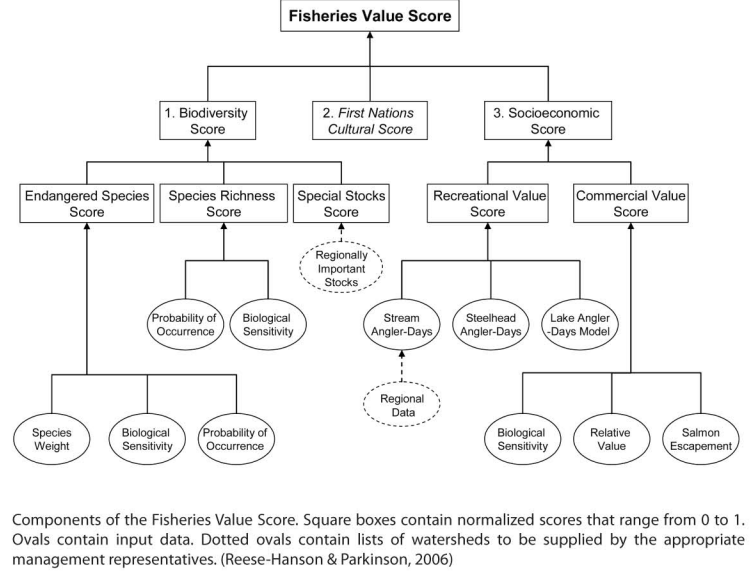 Fisheries Value Score
1. Biodiversity
Score
2. First Nations
Cultural Score
3. Socioeconomic
Score
Endangered Species
Score
Species Richness
Score
Special Stocks
Score
Recreational Value
Score
Commercial Value
Score
Regionally
Important
Stocks
Probability of
Occurrence
Biological
Sensitivity
Stream
Angler-Days
Steelhead
Angler-Days
Lake Angler
-Days Model
Regional
Data
Species
Weight
Biological
Sensitivity
Probability of
Occurrence
Biological
Sensitivity
Relative
Value
Salmon
Escapement
Components of the Fisheries Value Score. Square boxes contain normalized scores that range from 0 to 1.
Ovals contain input data. Dotted ovals contain lists of watersheds to be supplied by the appropriate
management representatives. (Reese-Hanson & Parkinson, 2006)